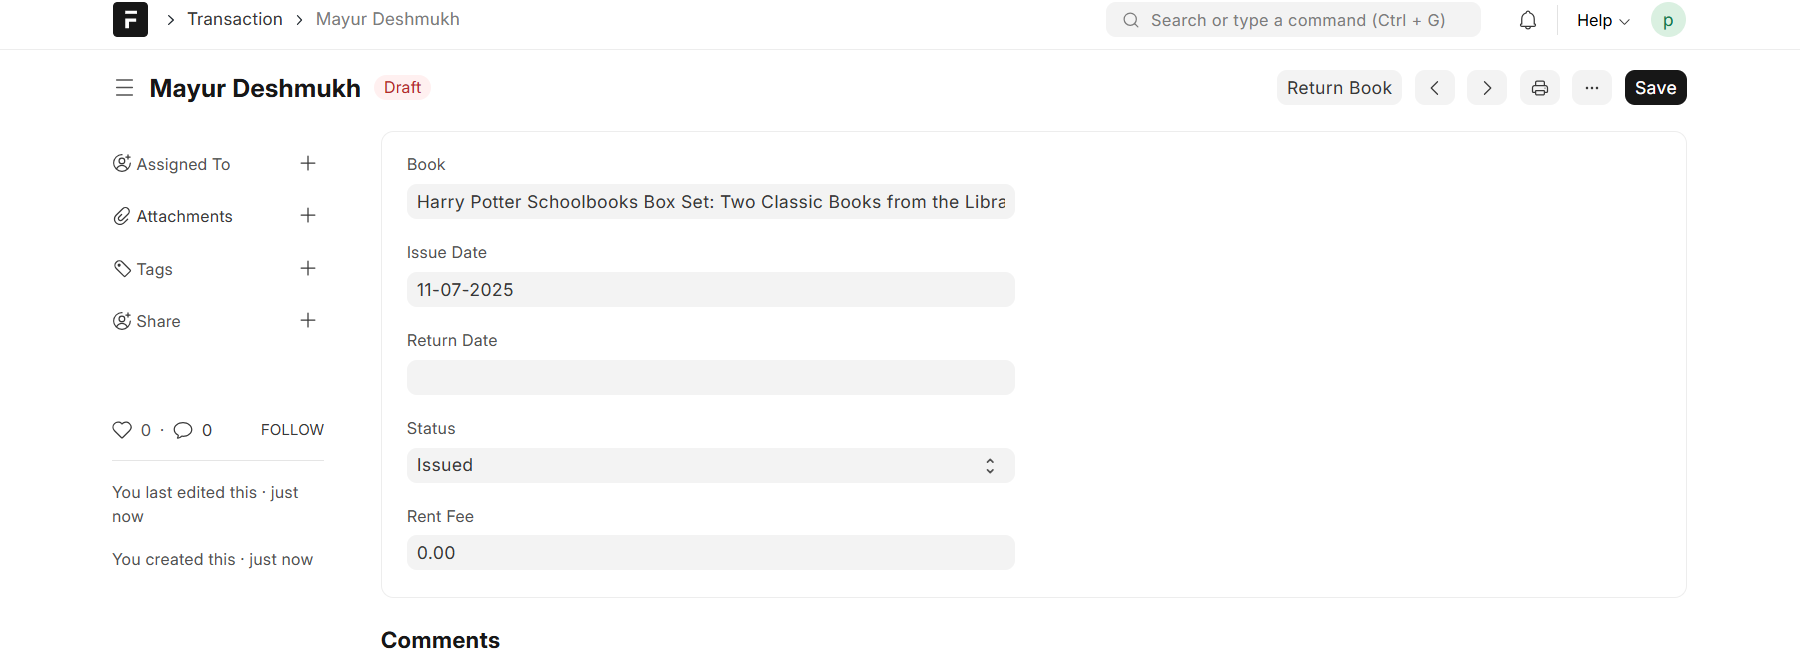 F > Transaction > Mayur Deshmukh
Search or type a command (Ctrl + G)
Help
p
Mayur Deshmukh Draft
Return Book
...
Save
Assigned To
Attachments
Tags
Share
0 · 0 FOLLOW
You last edited this · just
now
You created this · just now
Book
Harry Potter Schoolbooks Box Set: Two Classic Books from the Libra
Issue Date
11-07-2025
Return Date
Status
Issued
Rent Fee
0.00
Comments